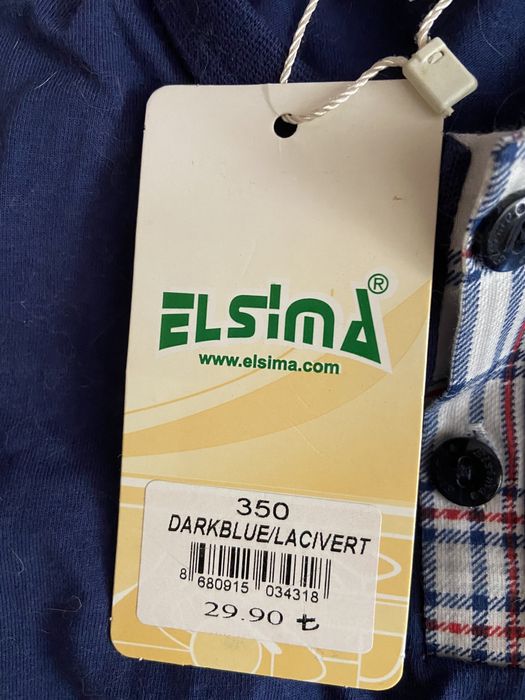 ELSIMA®
www.elsima.com
350
DARKBLUE/LACIVERT
8 680915 034318
29.90 ₺